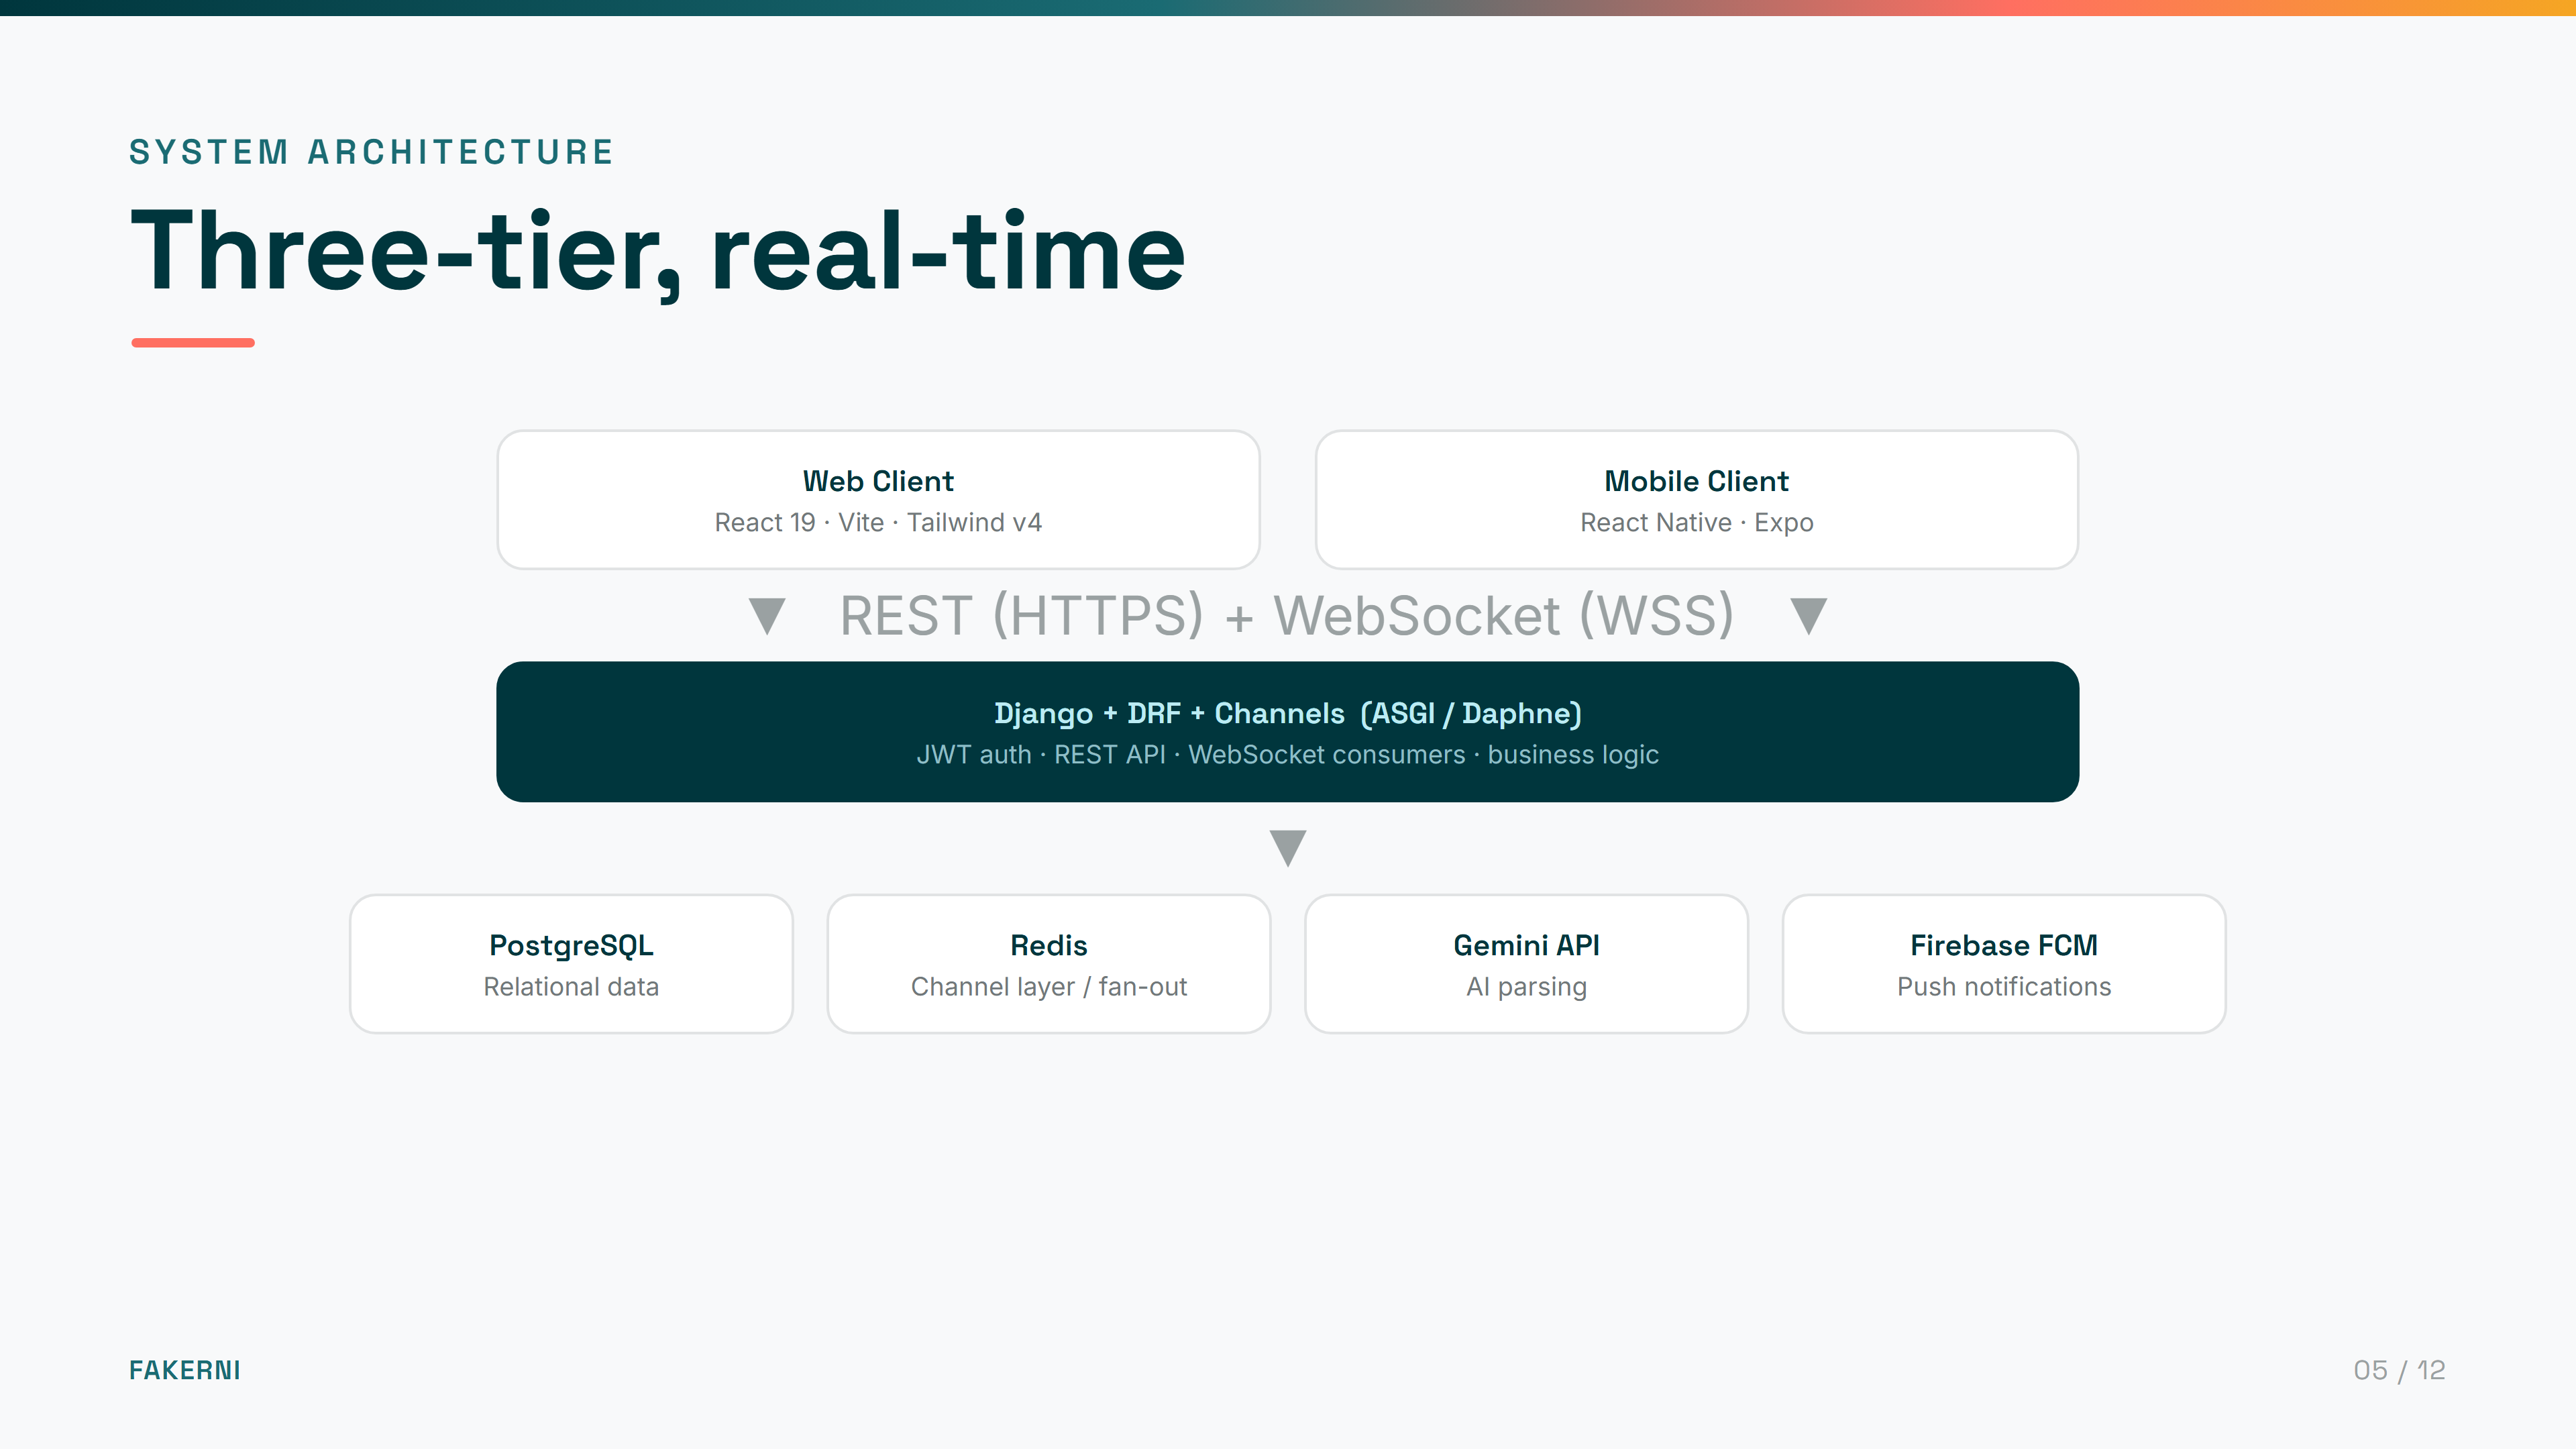 SYSTEM ARCHITECTURE
Three-tier, real-time
Web Client
React 19 · Vite · Tailwind v4
Mobile Client
React Native · Expo
▼ REST (HTTPS) + WebSocket (WSS) ▼
Django + DRF + Channels (ASGI / Daphne)
JWT auth · REST API · WebSocket consumers · business logic
▼
PostgreSQL
Relational data
Redis
Channel layer / fan-out
Gemini API
AI parsing
Firebase FCM
Push notifications
FAKERNI
05 / 12